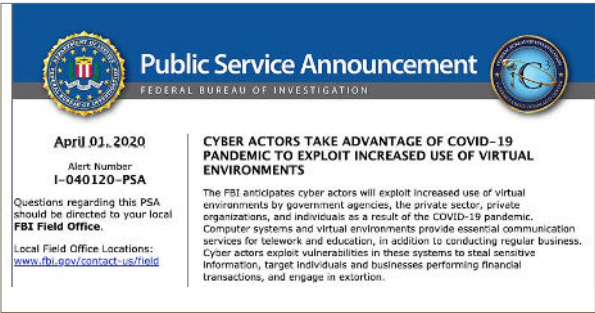 Public Service Announcement
FEDERAL BUREAU OF INVESTIGATION
April 01, 2020
Alert Number
I-040120-PSA
Questions regarding this PSA
should be directed to your local
FBI Field Office.
Local Field Office Locations:
www.fbi.gov/contact-us/field
CYBER ACTORS TAKE ADVANTAGE OF COVID-19
PANDEMIC TO EXPLOIT INCREASED USE OF VIRTUAL
ENVIRONMENTS
The FBI anticipates cyber actors will exploit increased use of virtual
environments by government agencies, the private sector, private
organizations, and individuals as a result of the COVID-19 pandemic.
Computer systems and virtual environments provide essential communication
services for telework and education, in addition to conducting regular business.
Cyber actors exploit vulnerabilities in these systems to steal sensitive
information, target individuals and businesses performing financial
transactions, and engage in extortion.